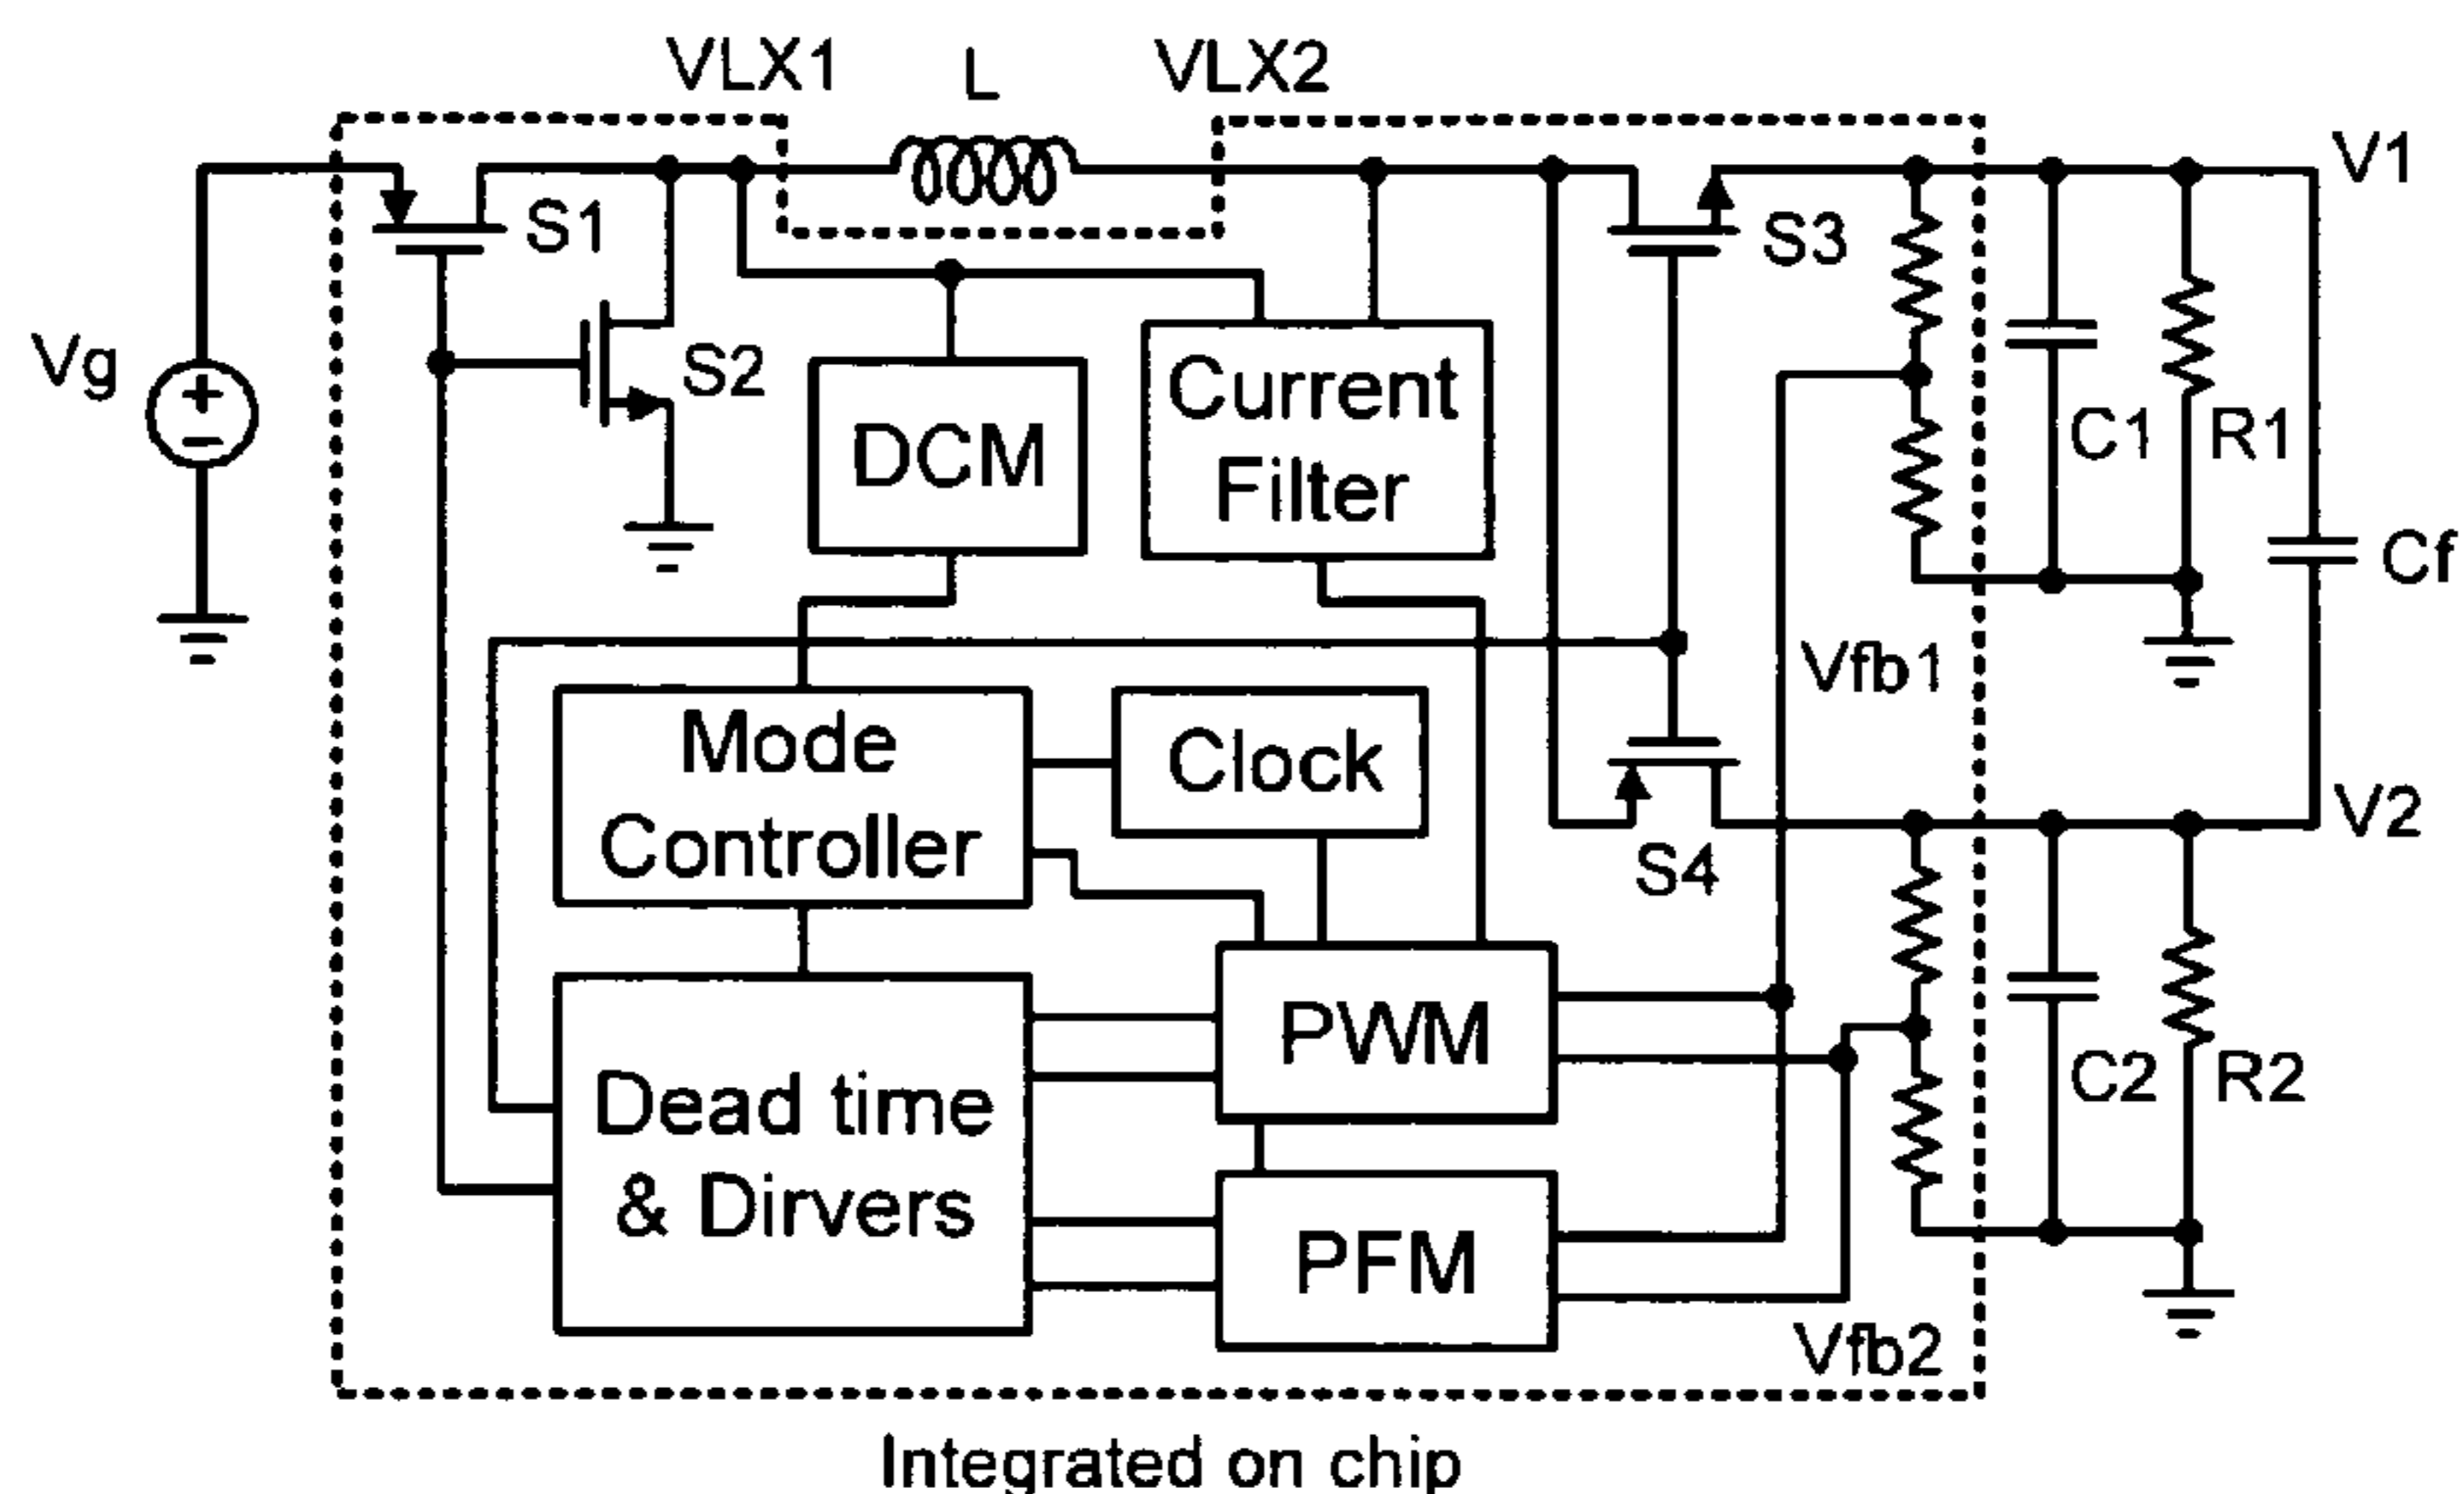 VLX1
L
VLX2
V1
S1
S3
Vg
S2
Current
Filter
DCM
C1
R1
Cf
Vfb1
Mode
Controller
Clock
V2
S4
PWM
Dead time
& Dirvers
C2
R2
PFM
Vfb2
Integrated on chip